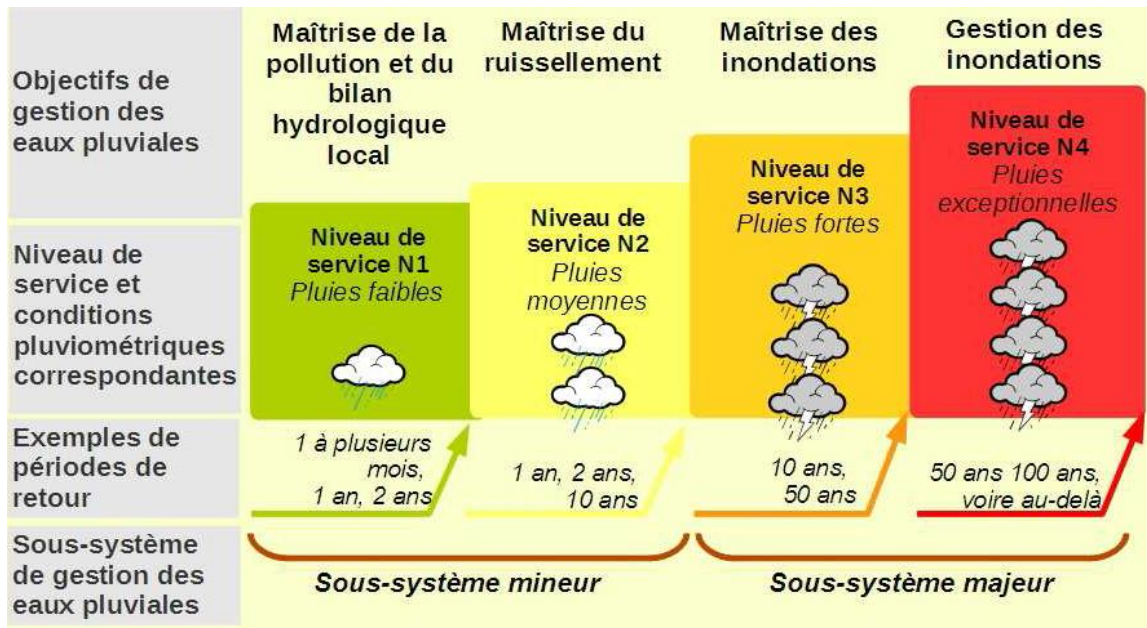 Objectifs de
gestion des
eaux pluviales
Maîtrise de la
pollution et du
bilan
hydrologique
local
Maîtrise du
ruissellement
Maîtrise des
inondations
Gestion des
inondations
Niveau de
service et
conditions
pluviométriques
correspondantes
Niveau de
service N1
Pluies faibles
Niveau de
service N2
Pluies
moyennes
Niveau de
service N3
Pluies fortes
Niveau de
service N4
Pluies
exceptionnelles
Exemples de
périodes de
retour
1 à plusieurs
mois,
1 an, 2 ans
1 an, 2 ans,
10 ans
10 ans,
50 ans
50 ans 100 ans,
voire au-delà
Sous-système
de gestion des
eaux pluviales
Sous-système mineur
Sous-système majeur